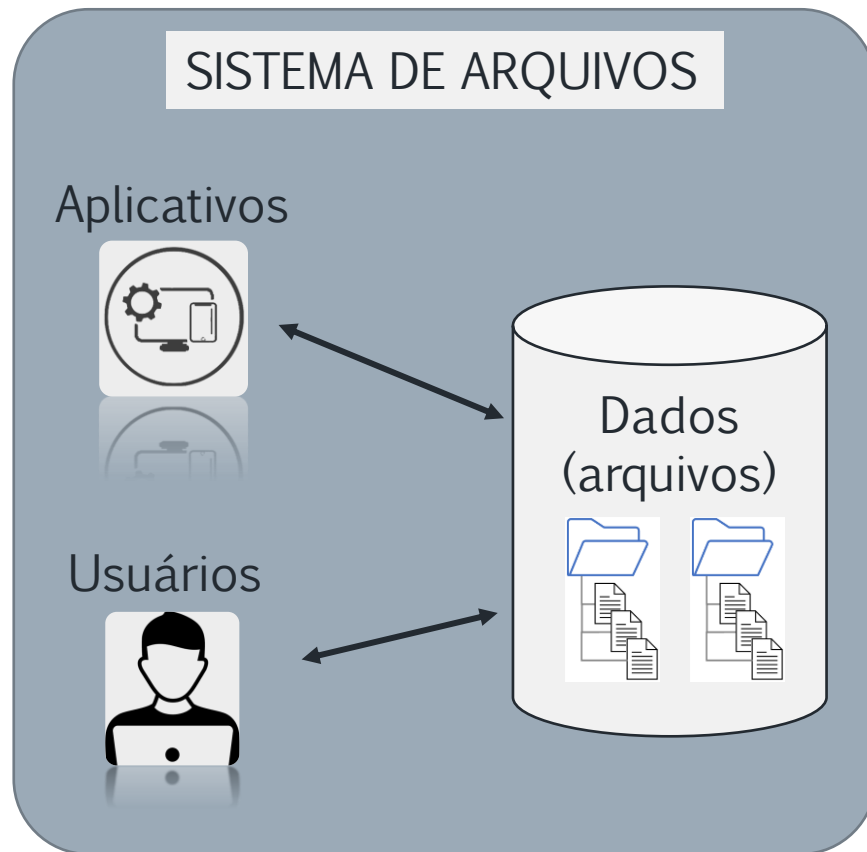 SISTEMA DE ARQUIVOS
Aplicativos
Dados
(arquivos)
Usuários